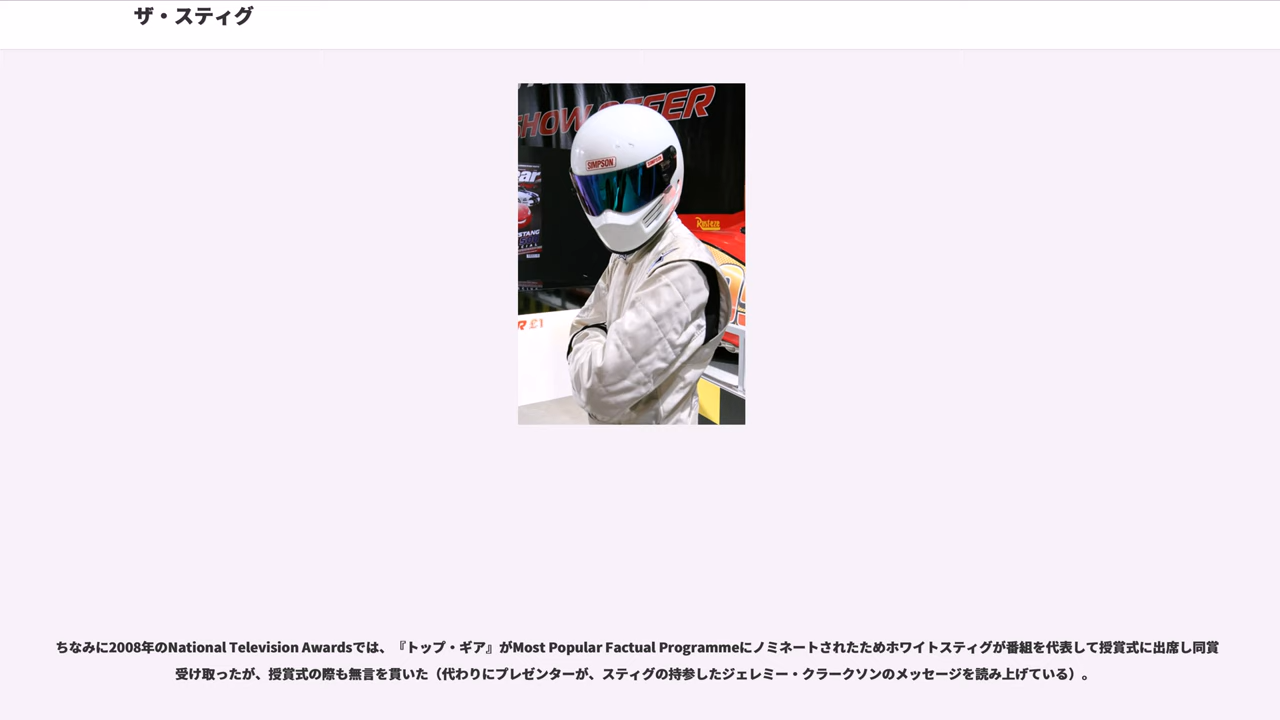 ザ・スティグ
SHOW OFFER
SIMPSON
Rusteze
R £1
ちなみに2008年のNational Television Awardsでは、『トップ・ギア』がMost Popular Factual Programmeにノミネートされたためホワイトスティグが番組を代表して授賞式に出席し同賞
受け取ったが、授賞式の際も無言を貫いた（代わりにプレゼンターが、スティグの持参したジェレミー・クラークソンのメッセージを読み上げている）。